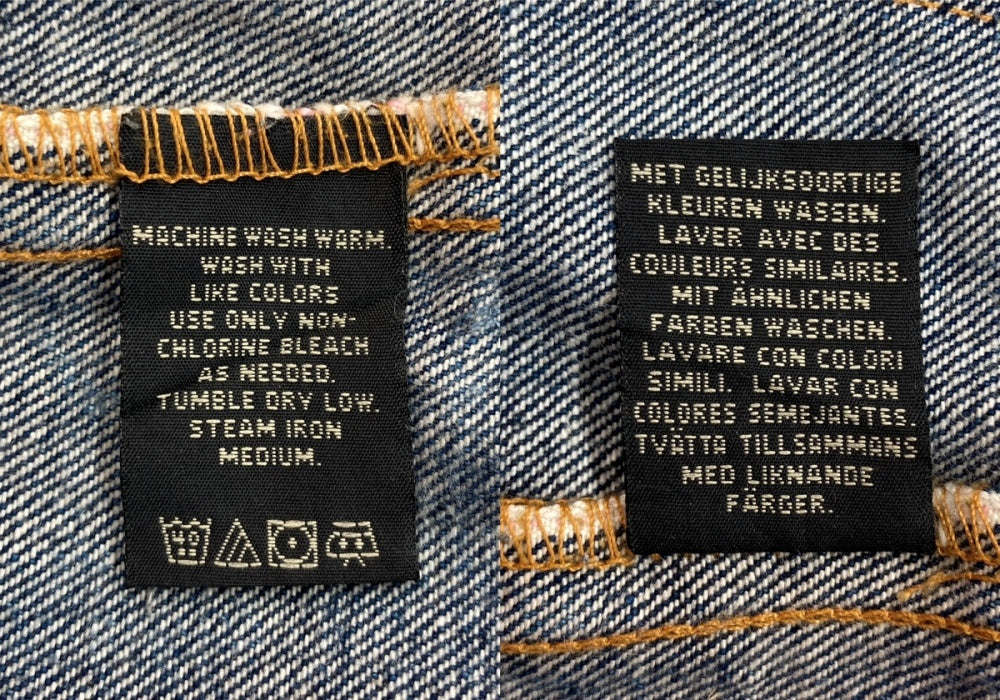 MACHINE WASH WARM.
WASH WITH
LIKE COLORS
USE ONLY NON-
CHLORINE BLEACH
AS NEEDED.
TUMBLE DRY LOW.
STEAM IRON
MEDIUM.
40
MET GELIJKSOORTIGE
KLEUREN WASSEN.
LAVER AVEC DES
COULEURS SIMILAIRES.
MIT ÄHNLICHEN
FARBEN WASCHEN.
LAVARE CON COLORI
SIMILI. LAVAR CON
COLORES SEMEJANTES.
TVÄTTA TILLSAMMANS
MED LIKNANDE
FÄRGER.